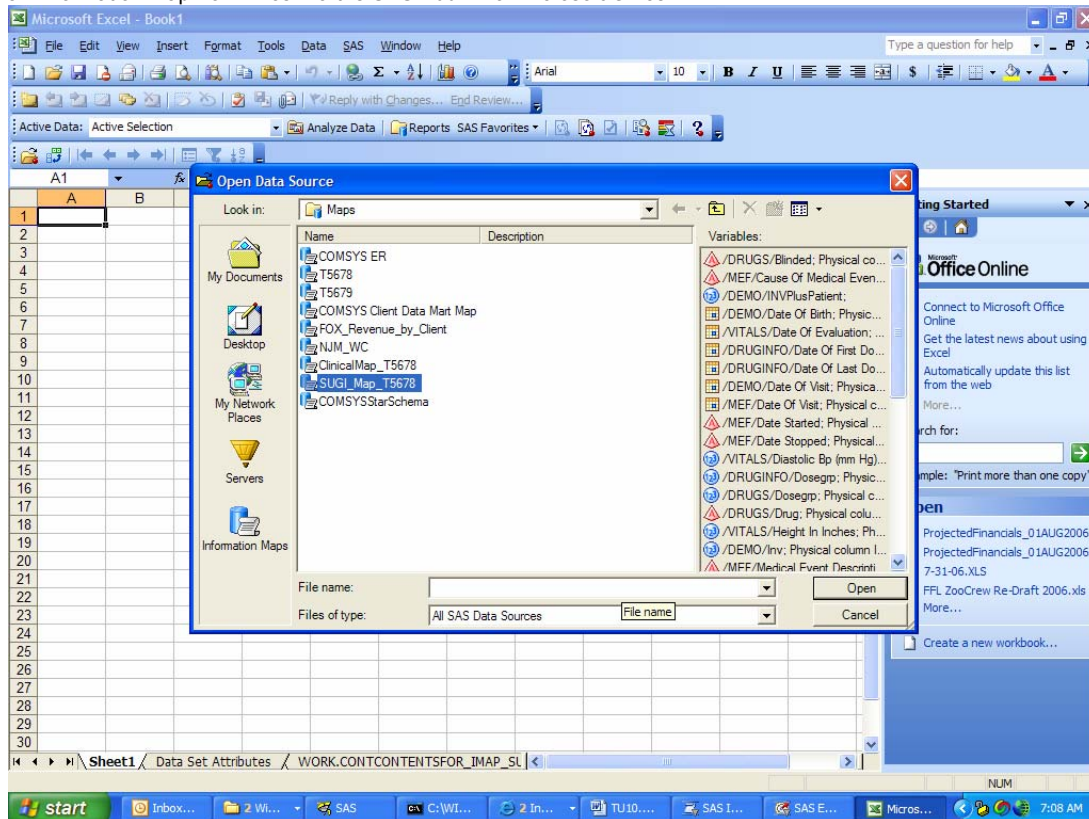 Microsoft Excel - Book1
File Edit View Insert Format Tools Data SAS Window Help
Type a question for help
Arial 10 B I U
Reply with Changes... End Review...
Active Data: Active Selection Analyze Data Reports SAS Favorites
A1 fx
Open Data Source
Look in: Maps
Name Description Variables:
My Documents
Desktop
My Network Places
Servers
Information Maps
COMSYS ER
T5678
T5679
COMSYS Client Data Mart Map
FOX_Revenue_by_Client
NJM_WC
ClinicalMap_T5678
SUGI_Map_T5678
COMSYSStarSchema
/DRUGS/Blinded; Physical co...
/MEF/Cause Of Medical Even...
/DEMO/INVPlusPatient;
/DEMO/Date Of Birth; Physic...
/VITALS/Date Of Evaluation; ...
/DRUGINFO/Date Of First Do...
/DRUGINFO/Date Of Last Do...
/DEMO/Date Of Visit; Physica...
/MEF/Date Of Visit; Physical c...
/MEF/Date Started; Physical ...
/MEF/Date Stopped; Physical...
/VITALS/Diastolic Bp (mm Hg)...
/DRUGINFO/Dosegrp; Physic...
/DRUGS/Dosegrp; Physical c...
/DRUGS/Drug; Physical colu...
/VITALS/Height In Inches; Ph...
/DEMO/Inv; Physical column l...
/MEF/Medical Event Descripti
File name: Open
Files of type: All SAS Data Sources File name Cancel
ting Started
Microsoft
Office Online
Connect to Microsoft Office Online
Get the latest news about using Excel
Automatically update this list from the web
More...
rch for:
mple: "Print more than one copy"
pen
ProjectedFinancials_01AUG2006
ProjectedFinancials_01AUG2006
7-31-06.XLS
FFL ZooCrew Re-Draft 2006.xls
More...
Create a new workbook...
A B
1
2
3
4
5
6
7
8
9
10
11
12
13
14
15
16
17
18
19
20
21
22
23
24
25
26
27
28
29
30
Sheet1 Data Set Attributes WORK.CONTCONTENTSFOR_IMAP_SU
NUM
start Inbox... 2 Wi... SAS C:\WI... 2 In... TU10.... SAS I... SAS E... Micros... 7:08 AM